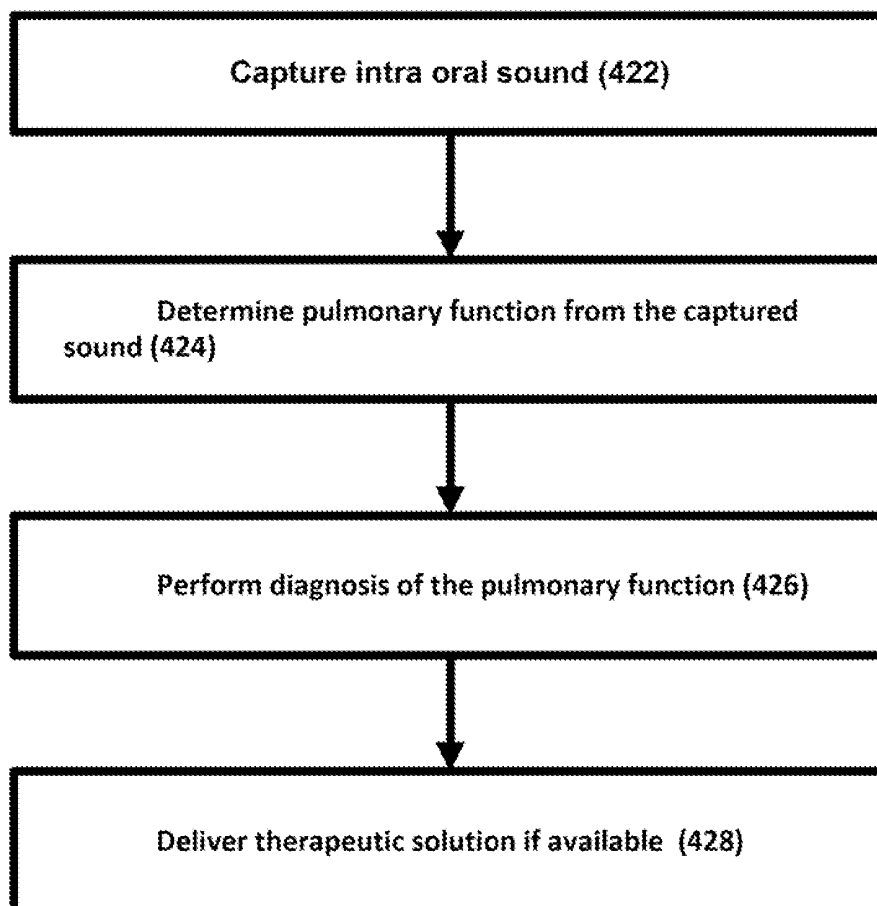 Capture intra oral sound (422)
Determine pulmonary function from the captured
sound (424)
Perform diagnosis of the pulmonary function (426)
Deliver therapeutic solution if available (428)